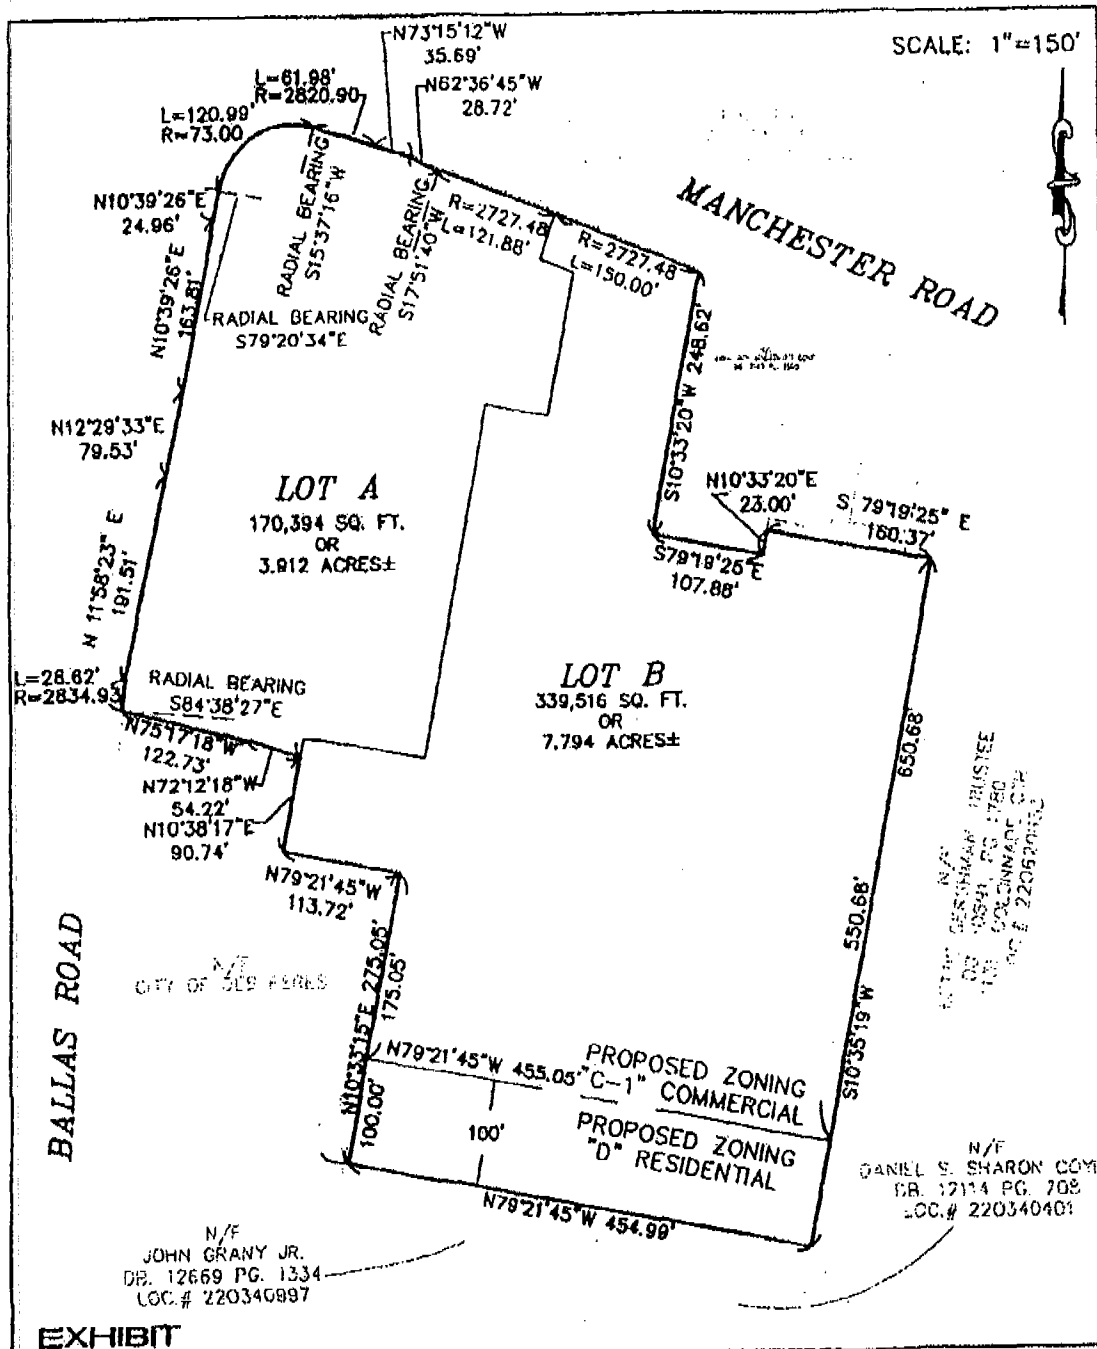 SCALE: 1"=150'
N73°15'12"W
35.69'
L=61.98'
R=2820.90
N62°36'45"W
28.72'
L=120.99'
R=73.00
MANCHESTER ROAD
N10°39'26"E
24.96'
RADIAL BEARING
S15°37'16"W
RADIAL BEARING
S17°51'40"W
R=2727.48
L=121.88'
R=2727.48
L=150.00'
N10°39'26"E
163.81'
RADIAL BEARING
S79°20'34"E
S10°33'20"W 248.62'
N12°29'33"E
79.53'
LOT A
170,394 SQ. FT.
OR
3.912 ACRES±
N10°33'20"E
23.00'
S 79°19'25" E
160.37'
S79°19'25"E
107.88'
N 11°58'23" E
191.51'
L=28.62'
R=2834.93
RADIAL BEARING
S84°38'27"E
LOT B
339,516 SQ. FT.
OR
7.794 ACRES±
N75°17'18"W
122.73'
N72°12'18"W
54.22'
N10°38'17"E
90.74'
650.68'
N79°21'45"W
113.72'
N/F
TRUSTEE
550.68'
S10°35'19"W
BALLAS ROAD
N/F
CITY OF DES PERES
N10°33'15"E 275.05'
175.05'
100.00'
N79°21'45"W 455.05'
PROPOSED ZONING
"C-1" COMMERCIAL
100'
PROPOSED ZONING
"D" RESIDENTIAL
N79°21'45"W 454.99'
N/F
DANIEL S. SHARON
DB. 12114 PG. 208
LOC.# 220340401
N/F
JOHN GRANY JR.
DB. 12669 PG. 1334
LOC.# 220340997
EXHIBIT